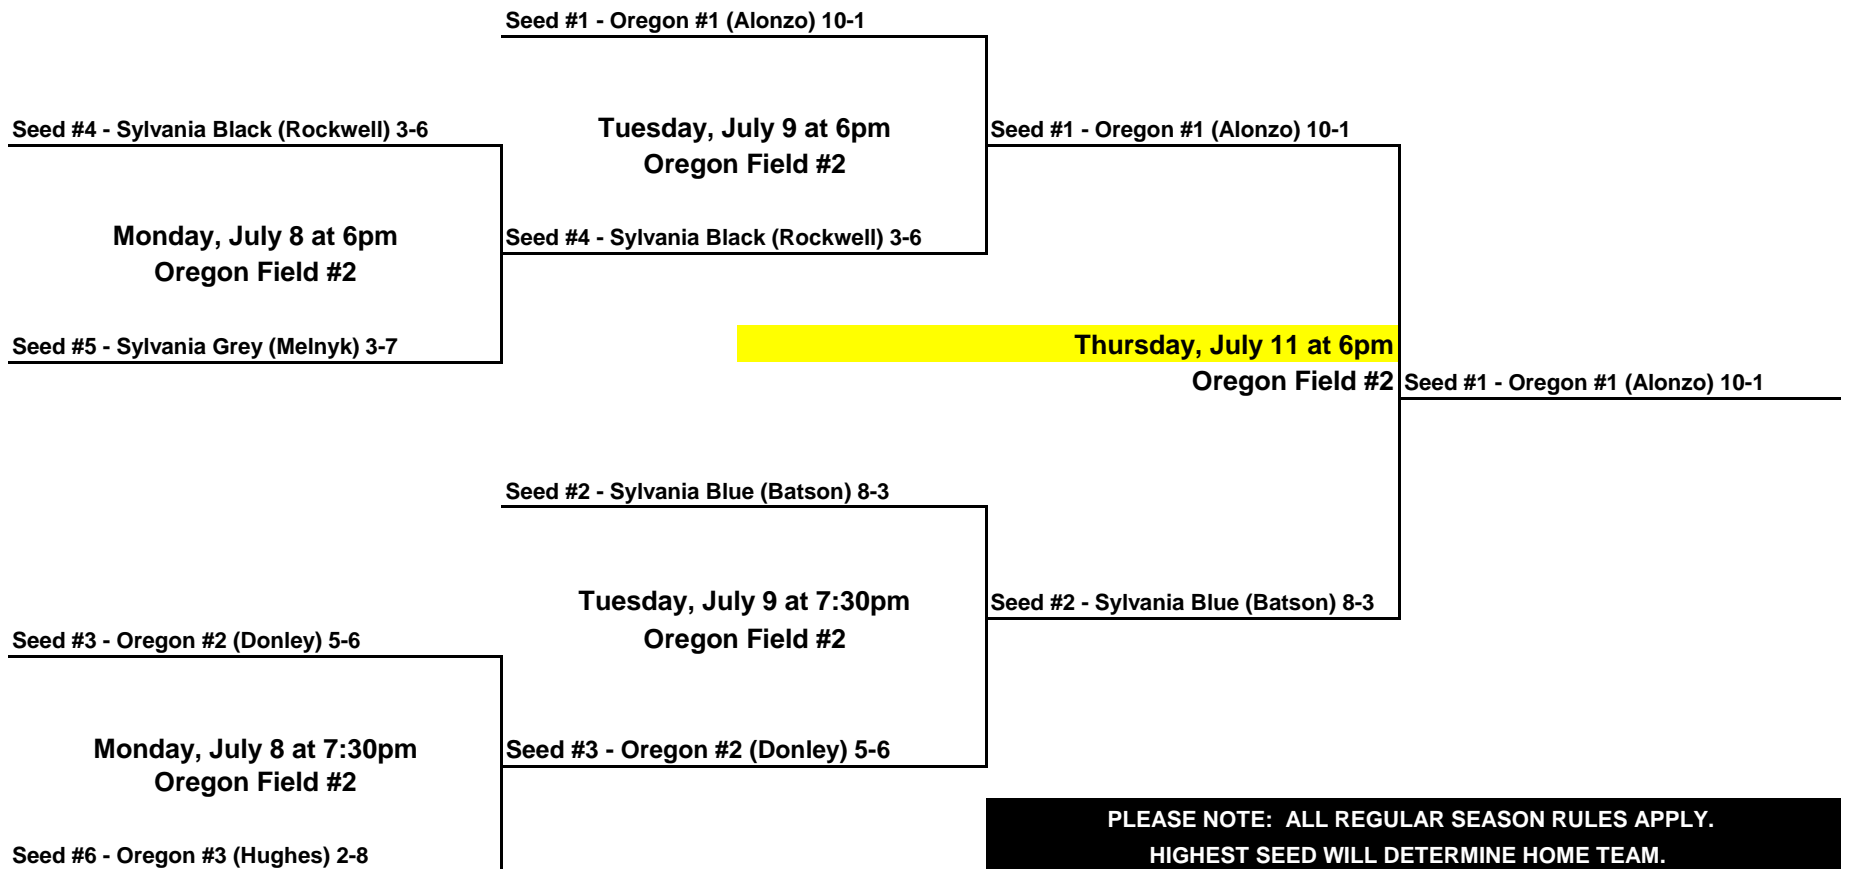 Seed #1 - Oregon #1 (Alonzo) 10-1
Seed #4 - Sylvania Black (Rockwell) 3-6
Tuesday, July 9 at 6pm
Oregon Field #2
Seed #1 - Oregon #1 (Alonzo) 10-1
Monday, July 8 at 6pm
Oregon Field #2
Seed #4 - Sylvania Black (Rockwell) 3-6
Seed #5 - Sylvania Grey (Melnyk) 3-7
Thursday, July 11 at 6pm
Oregon Field #2
Seed #1 - Oregon #1 (Alonzo) 10-1
Seed #2 - Sylvania Blue (Batson) 8-3
Tuesday, July 9 at 7:30pm
Oregon Field #2
Seed #2 - Sylvania Blue (Batson) 8-3
Seed #3 - Oregon #2 (Donley) 5-6
Monday, July 8 at 7:30pm
Oregon Field #2
Seed #3 - Oregon #2 (Donley) 5-6
Seed #6 - Oregon #3 (Hughes) 2-8
PLEASE NOTE: ALL REGULAR SEASON RULES APPLY.
HIGHEST SEED WILL DETERMINE HOME TEAM.